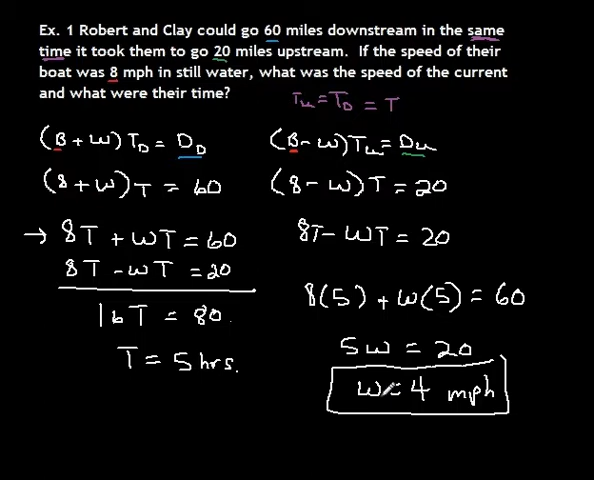 Ex. 1 Robert and Clay could go 60 miles downstream in the same
time it took them to go 20 miles upstream.  If the speed of their
boat was 8 mph in still water, what was the speed of the current
and what were their time?
Tu = TD = T
(B + W) TD = DD
(B - W) Tu = Du
(8 + W) T = 60
(8 - W) T = 20
→ 8T + WT = 60
8T - WT = 20
8T - WT = 20
16T = 80
8(5) + W(5) = 60
T = 5 hrs.
5W = 20
W = 4 mph